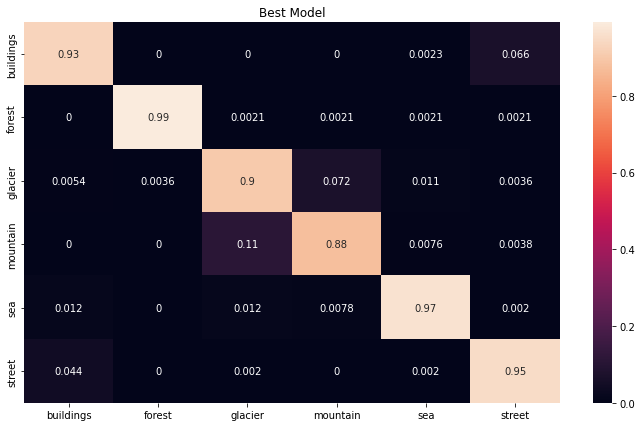 Best Model
buildings 0.93 0 0 0 0.0023 0.066
forest 0 0.99 0.0021 0.0021 0.0021 0.0021
glacier 0.0054 0.0036 0.9 0.072 0.011 0.0036
mountain 0 0 0.11 0.88 0.0076 0.0038
sea 0.012 0 0.012 0.0078 0.97 0.002
street 0.044 0 0.002 0 0.002 0.95
buildings forest glacier mountain sea street
0.8
0.6
0.4
0.2
0.0